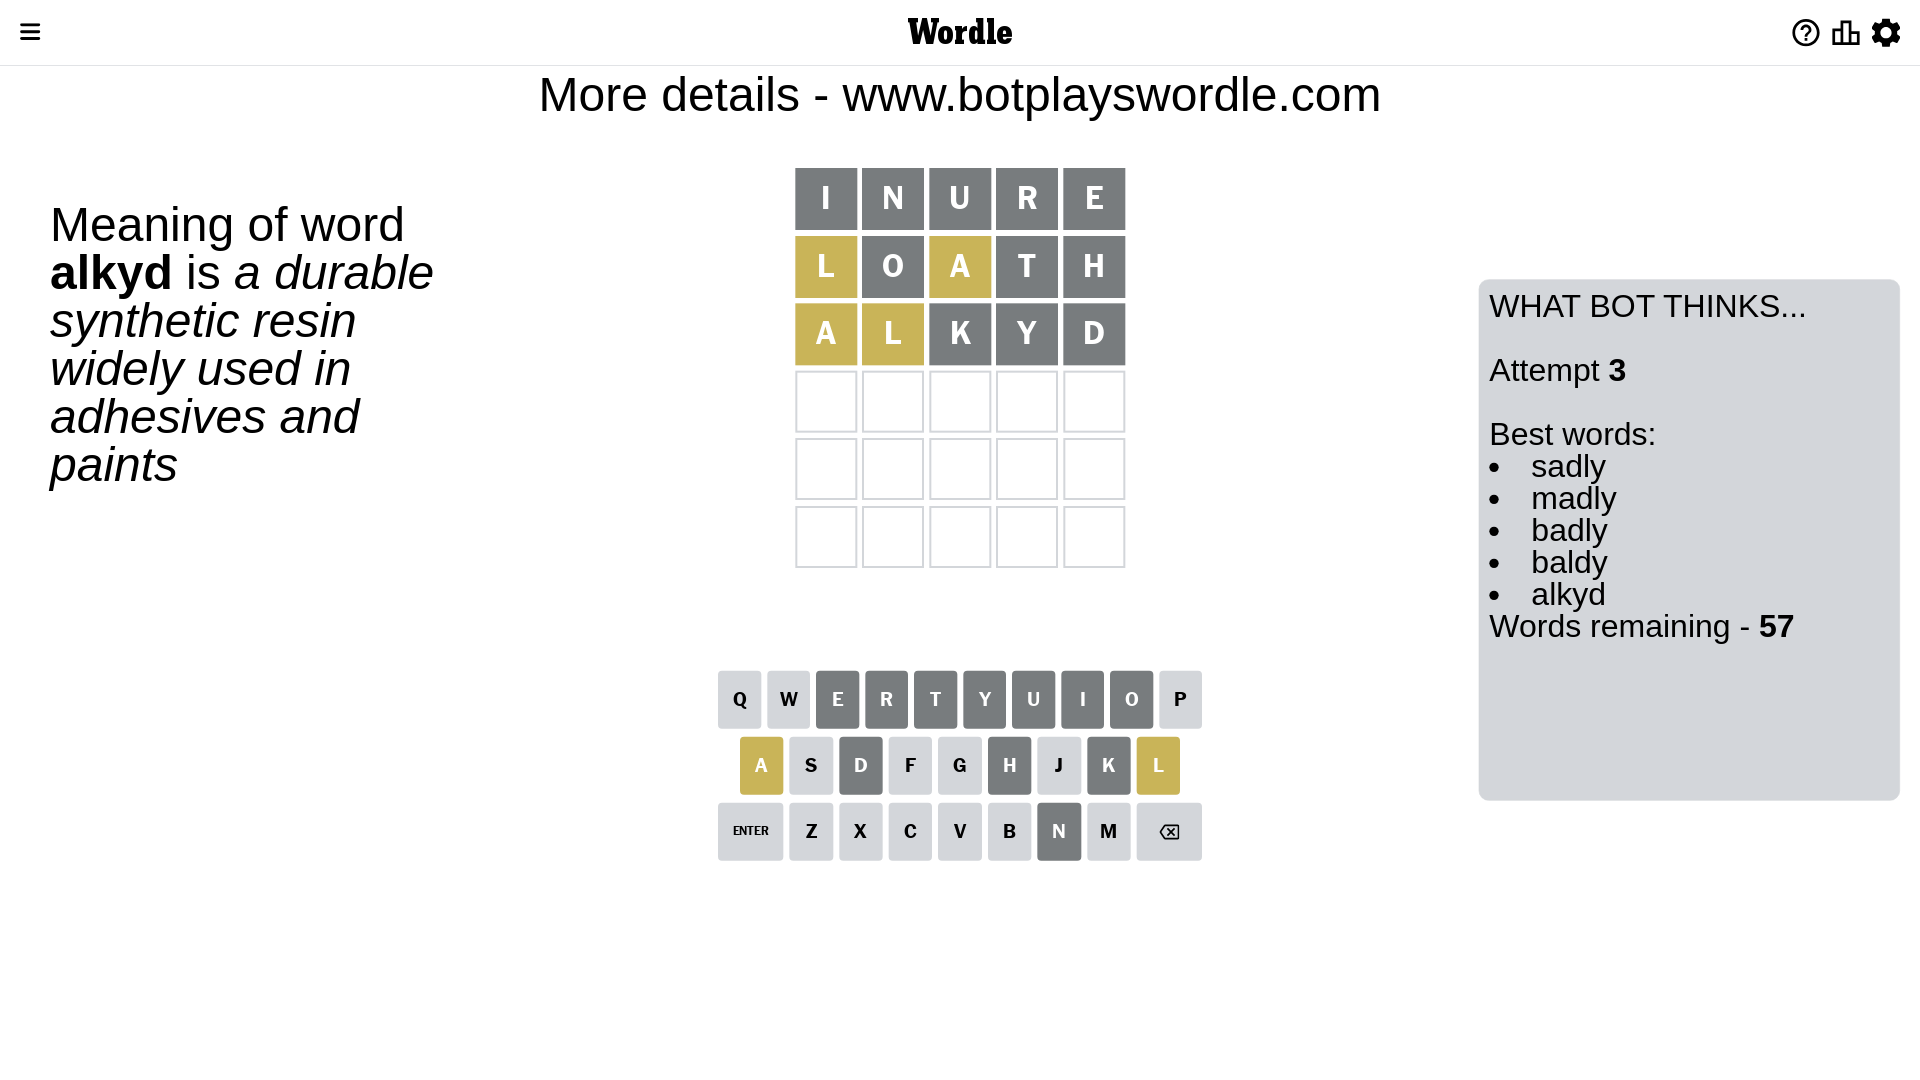 Wordle
More details - www.botplayswordle.com
Meaning of word
alkyd is a durable
synthetic resin
widely used in
adhesives and
paints
I N U R E
L O A T H
A L K Y D
WHAT BOT THINKS...
Attempt 3
Best words:
• sadly
• madly
• badly
• baldy
• alkyd
Words remaining - 57
Q W E R T Y U I O P
A S D F G H J K L
ENTER Z X C V B N M